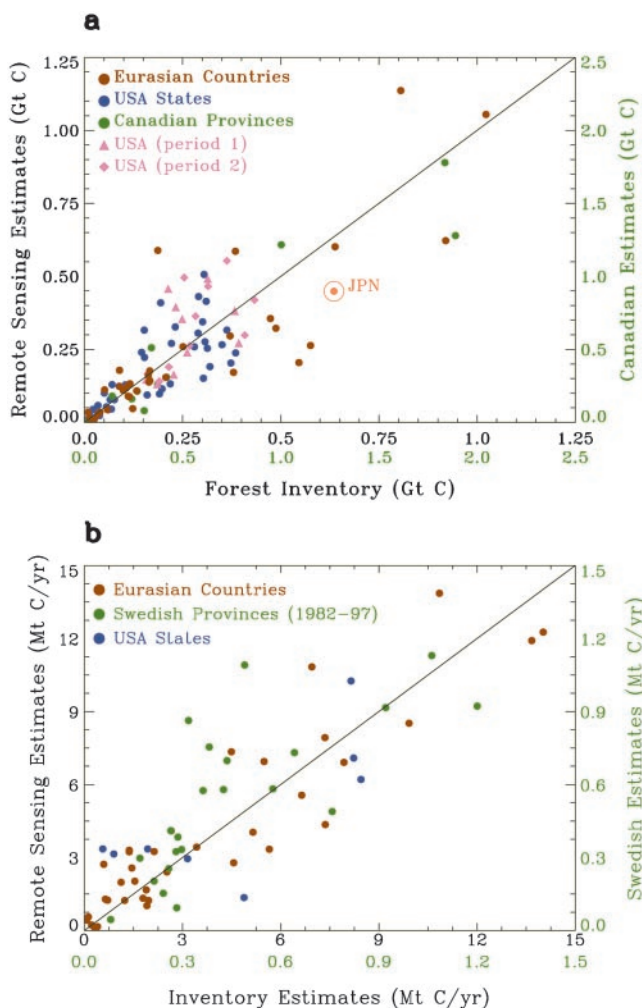 a
Remote Sensing Estimates (Gt C)
Canadian Estimates (Gt C)
1.25
1.00
0.75
0.50
0.25
0.00
2.5
2.0
1.5
1.0
0.5
0.0
Eurasian Countries
USA States
Canadian Provinces
USA (period 1)
USA (period 2)
JPN
0.00 0.25 0.50 0.75 1.00 1.25
0.0 0.5 1.0 1.5 2.0 2.5
Forest Inventory (Gt C)
b
Remote Sensing Estimates (Mt C/yr)
Swedish Estimates (Mt C/yr)
15
12
9
6
3
0
1.5
1.2
0.9
0.6
0.3
0.0
Eurasian Countries
Swedish Provinces (1982-97)
USA States
0 3 6 9 12 15
0.0 0.3 0.6 0.9 1.2 1.5
Inventory Estimates (Mt C/yr)